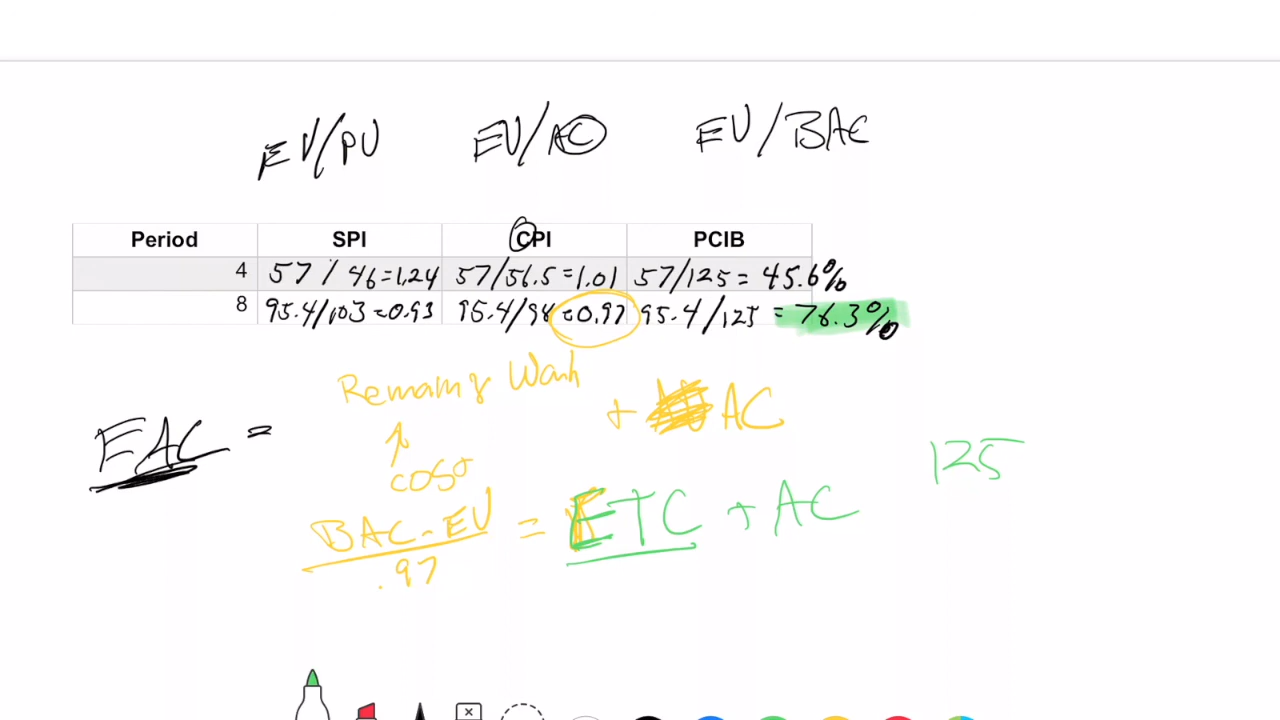 EV/PV EV/AC EV/BAC
Period SPI CPI PCIB
4 57/46=1.24 57/56.5=1.01 57/125=45.6%
8 95.4/103=0.93 95.4/98=0.97 95.4/125=76.3%
Remaing Work
+ AC
EAC =
cost
125
BAC-EV = ETC + AC
.97